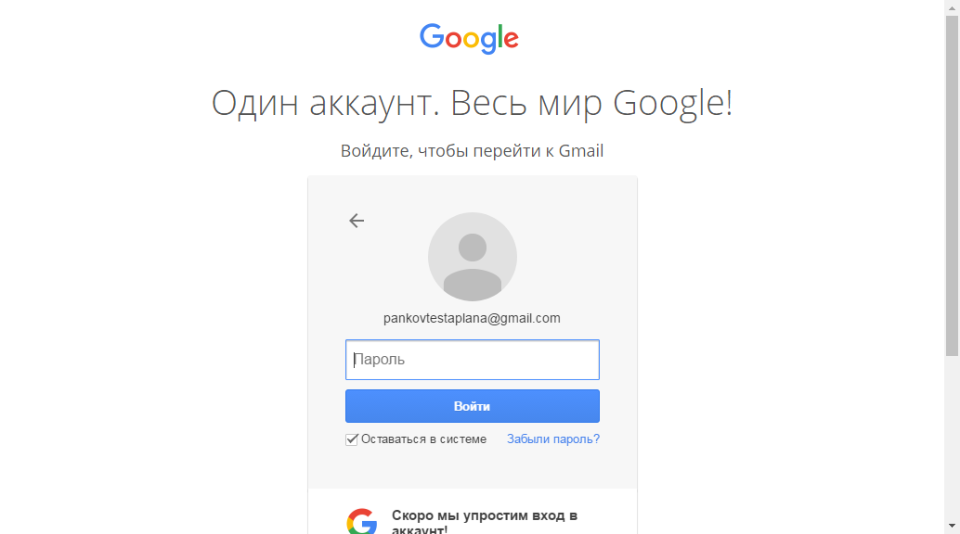 Google
Один аккаунт. Весь мир Google!
Войдите, чтобы перейти к Gmail
pankovtestaplana@gmail.com
Пароль
Войти
Оставаться в системе Забыли пароль?
Скоро мы упростим вход в
аккаунт!